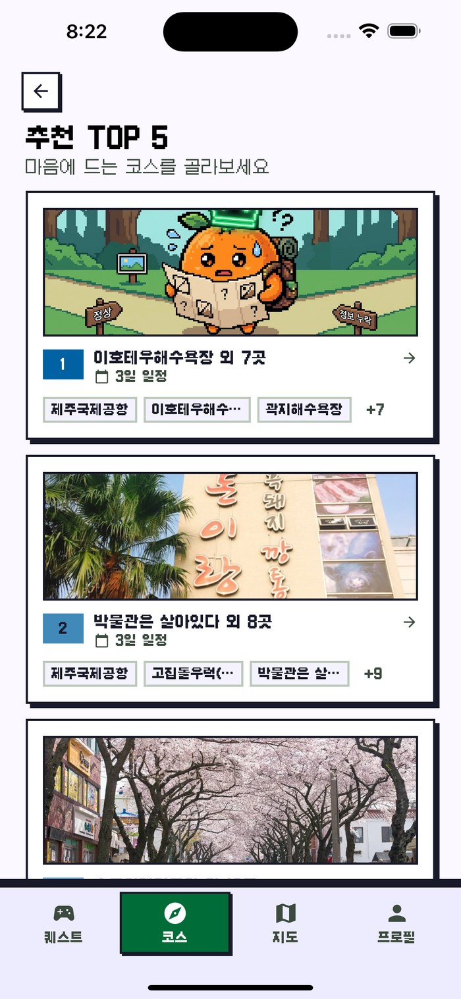 8:22
추천 TOP 5
마음에 드는 코스를 골라보세요
??
?
?
?
정상
정보 누락
1
이호테우해수욕장 외 7곳
3일 일정
제주국제공항
이호테우해수…
곽지해수욕장
+7
돈이랑
흑돼지 깡통
2
박물관은 살아있다 외 8곳
3일 일정
제주국제공항
고집돌우럭(…
박물관은 살…
+9
퀘스트
코스
지도
프로필